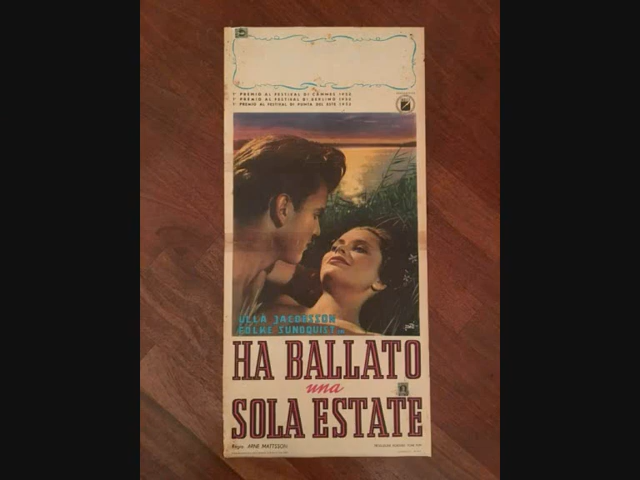 1° PREMIO AL FESTIVAL DI CANNES 1952
1° PREMIO AL FESTIVAL DI BERLINO 1952
1° PREMIO AL FESTIVAL DI PUNTA DEL ESTE 1952
ULLA JACOBSSON
FOLKE SUNDQUIST in
HA BALLATO
una
SOLA ESTATE
Regia: ARNE MATTSSON